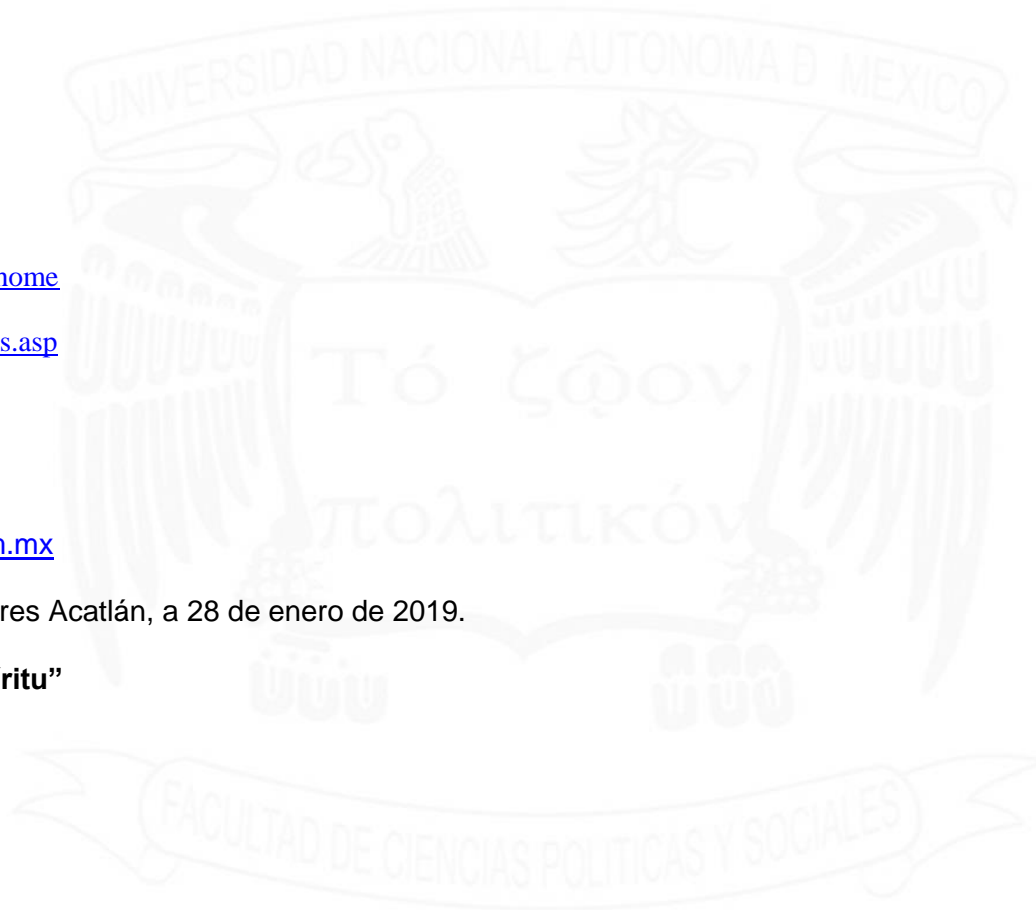 UNIVERSIDAD NACIONAL AUTONOMA D MEXICO
home
s.asp
Τό ζῷον
πολιτικόν
n.mx
res Acatlán, a 28 de enero de 2019.
ritu”
FACULTAD DE CIENCIAS POLITICAS Y SOCIALES